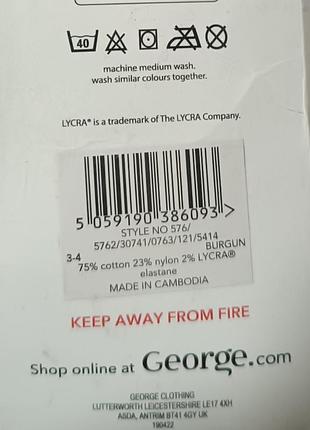 40
machine medium wash.
wash similar colours together.
LYCRA® is a trademark of The LYCRA Company.
5 059190 386093 >
STYLE NO 576/
5762/30741/0763/121/5414
BURGUN
3-4
75% cotton 23% nylon 2% LYCRA®
elastane
MADE IN CAMBODIA
KEEP AWAY FROM FIRE
Shop online at George.com
GEORGE CLOTHING
LUTTERWORTH LEICESTERSHIRE LE17 4XH
ASDA, ANTRIM BT41 4GY UK
190422